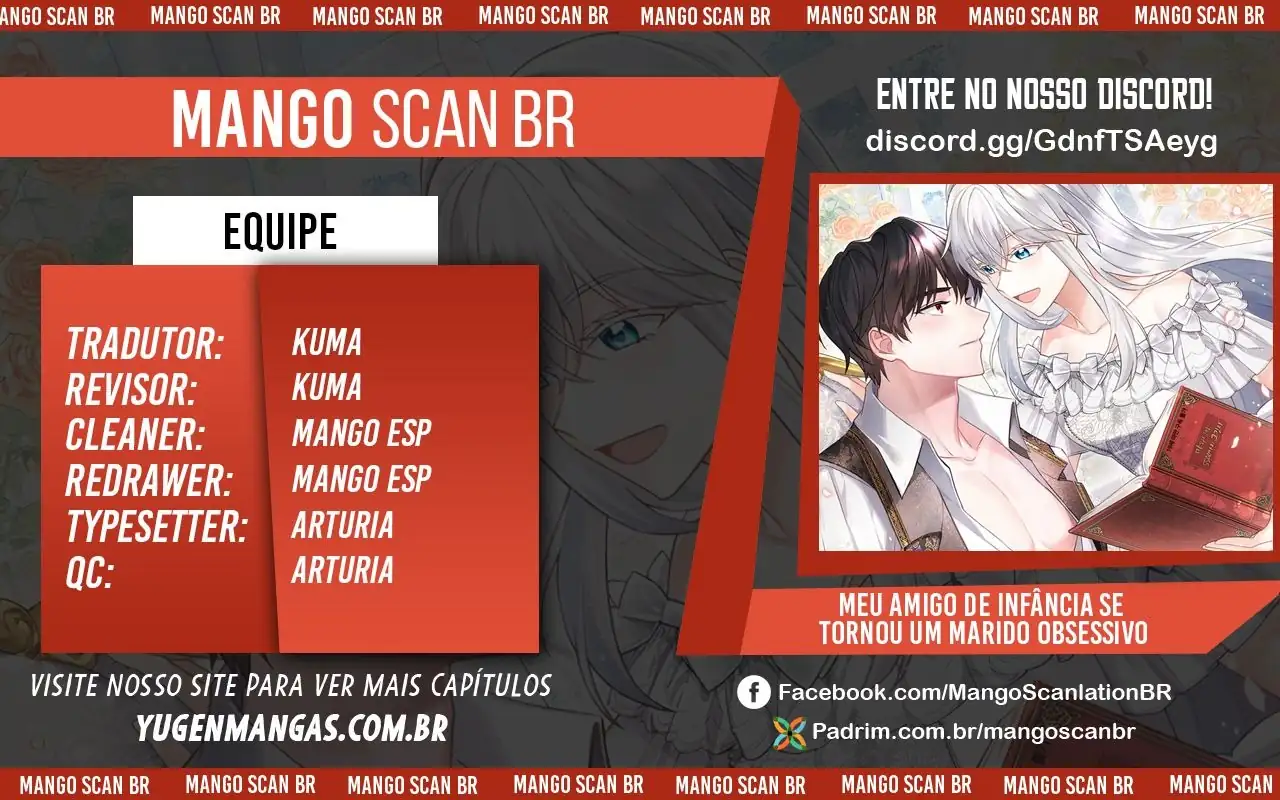 ANGO SCAN BR MANGO SCAN BR MANGO SCAN BR MANGO SCAN BR MANGO SCAN BR MANGO SCAN BR MANGO SCAN BR MANGO SCAN BR
MANGO SCAN BR
EQUIPE
TRADUTOR: KUMA
REVISOR: KUMA
CLEANER: MANGO ESP
REDRAWER: MANGO ESP
TYPESETTER: ARTURIA
QC: ARTURIA
VISITE NOSSO SITE PARA VER MAIS CAPÍTULOS
YUGENMANGAS.COM.BR
ENTRE NO NOSSO DISCORD!
discord.gg/GdnfTSAeyg
MEU AMIGO DE INFÂNCIA SE
TORNOU UM MARIDO OBSESSIVO
Facebook.com/MangoScanlationBR
Padrim.com.br/mangoscanbr
MANGO SCAN BR MANGO SCAN BR MANGO SCAN BR MANGO SCAN BR MANGO SCAN BR MANGO SCAN BR MANGO SCAN BR MANGO SCAN